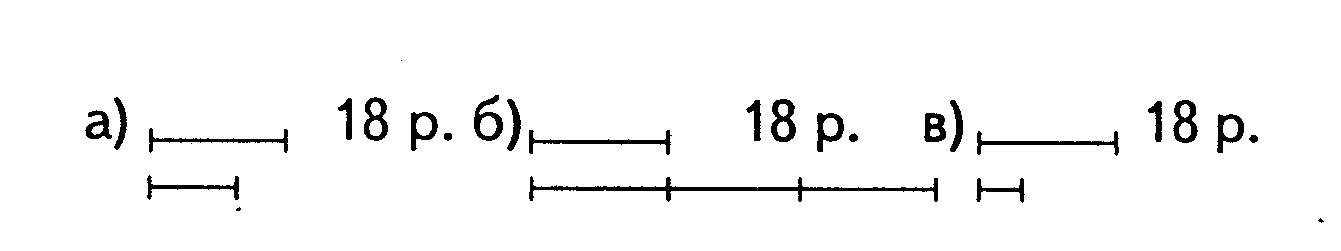 а) 18 р. б) 18 р. в) 18 р.